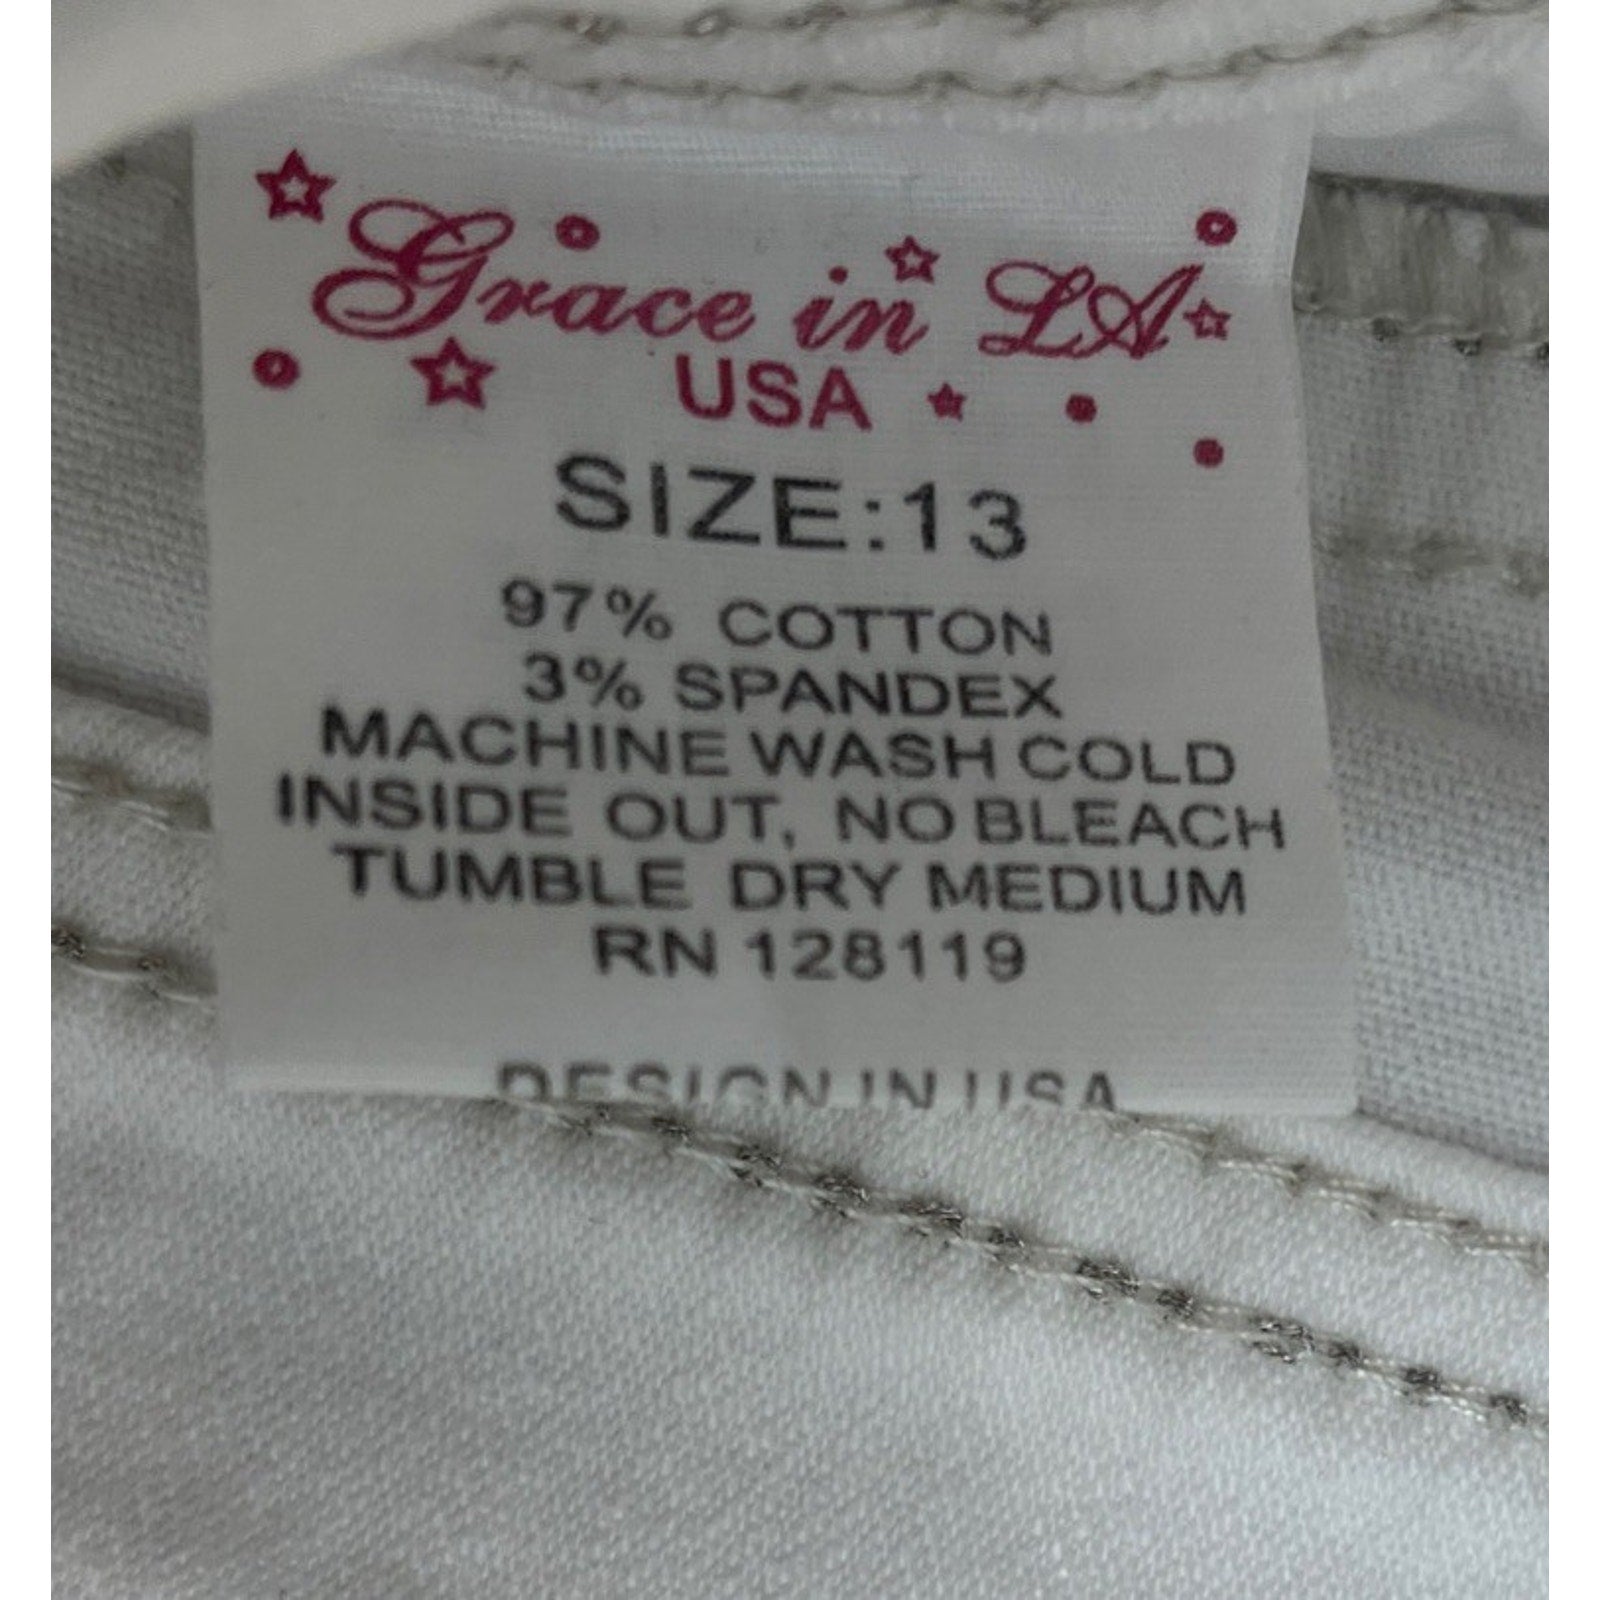 Grace in LA
USA
SIZE:13
97% COTTON
3% SPANDEX
MACHINE WASH COLD
INSIDE OUT, NO BLEACH
TUMBLE DRY MEDIUM
RN 128119
DESIGN IN USA